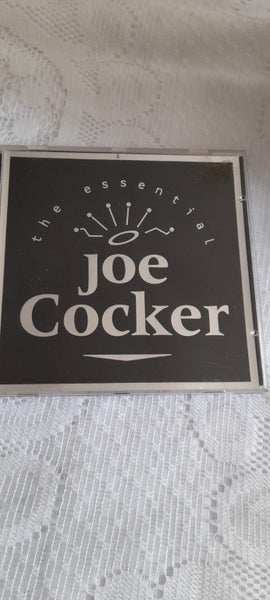 the essential
Joe
Cocker